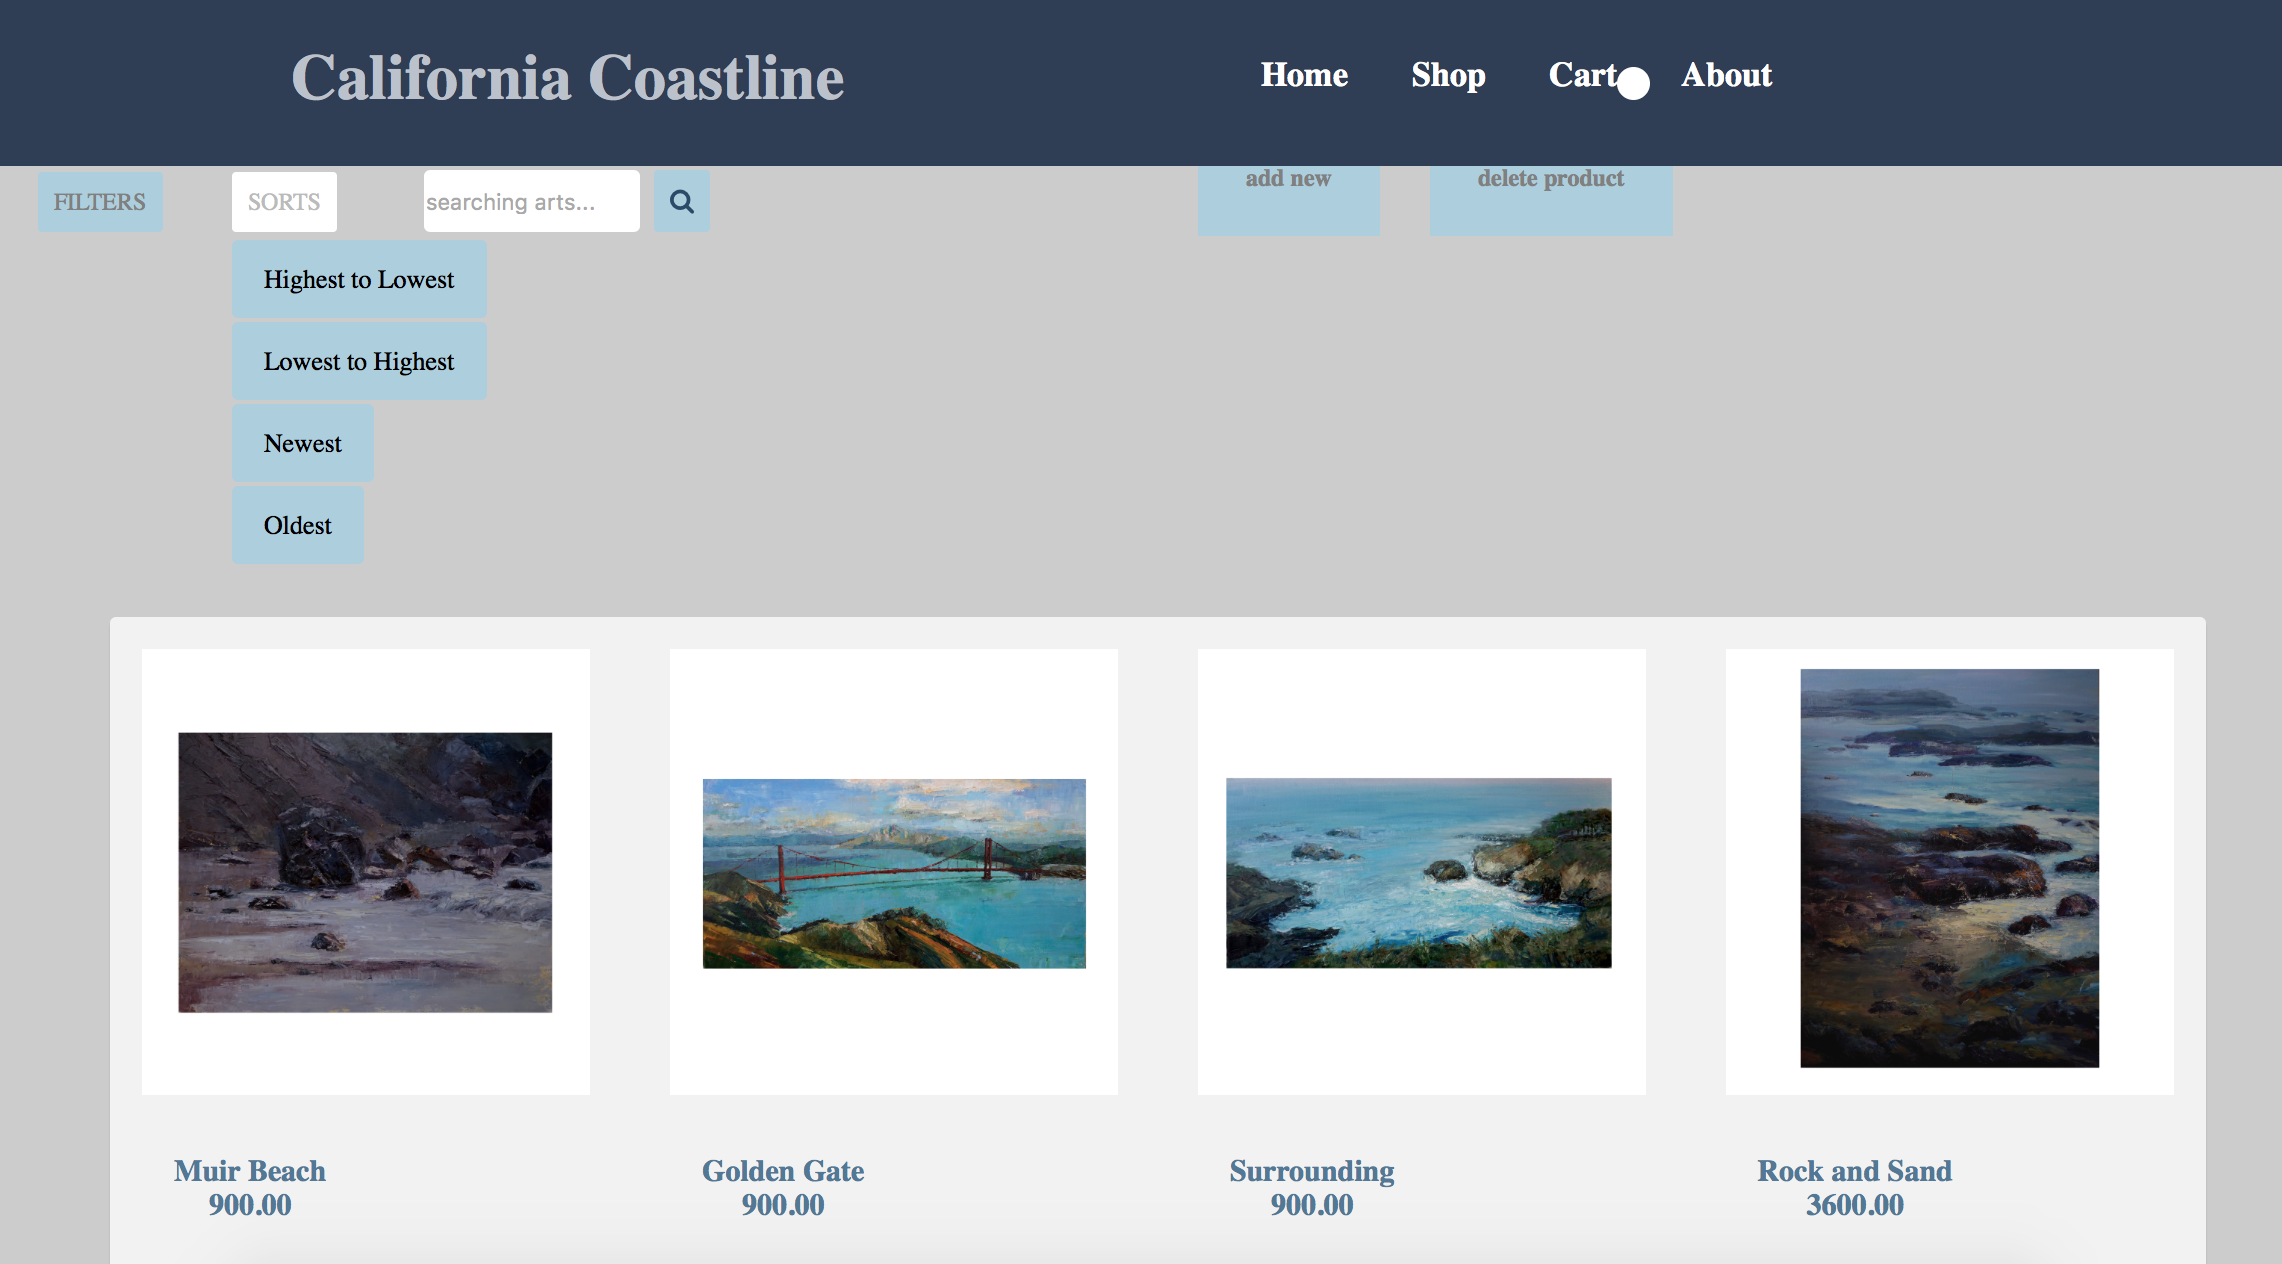 California Coastline
Home Shop Cart About
FILTERS SORTS searching arts... add new delete product
Highest to Lowest
Lowest to Highest
Newest
Oldest
Muir Beach
900.00
Golden Gate
900.00
Surrounding
900.00
Rock and Sand
3600.00